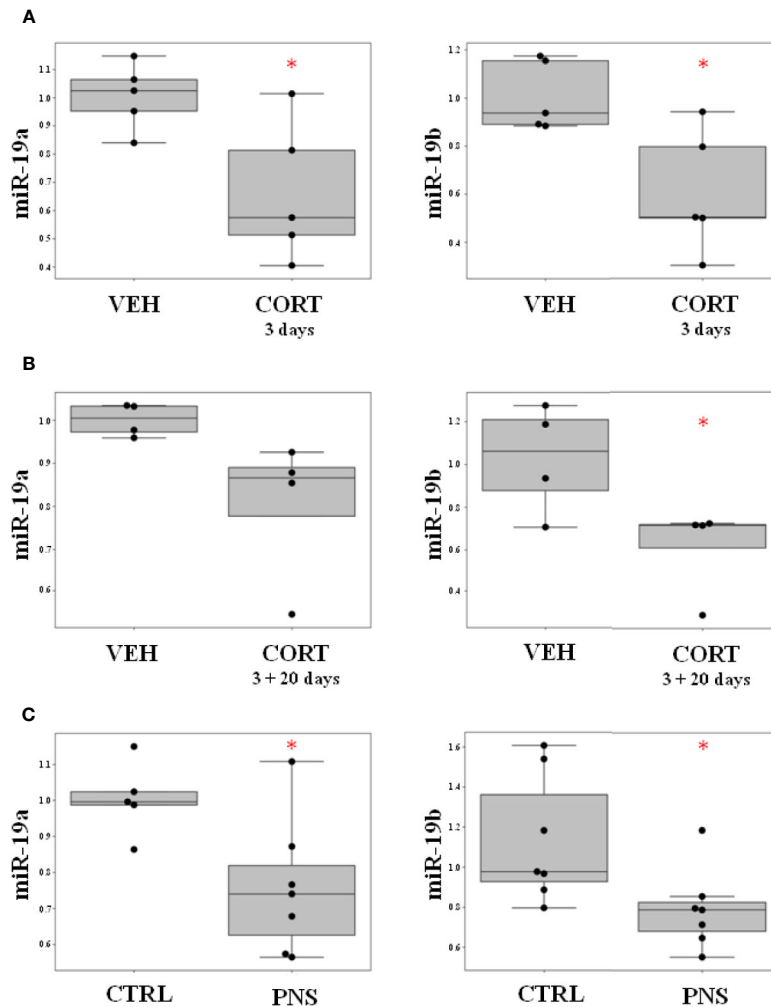 A
miR-19a
1.1
1.0
0.9
0.8
0.7
0.6
0.5
0.4
*
VEH
CORT
3 days
miR-19b
1.2
1.0
0.8
0.6
0.4
*
VEH
CORT
3 days
B
miR-19a
1.0
0.9
0.8
0.7
0.6
VEH
CORT
3 + 20 days
miR-19b
1.2
1.0
0.8
0.6
0.4
*
VEH
CORT
3 + 20 days
C
miR-19a
1.1
1.0
0.9
0.8
0.7
0.6
*
CTRL
PNS
miR-19b
1.6
1.4
1.2
1.0
0.8
0.6
*
CTRL
PNS